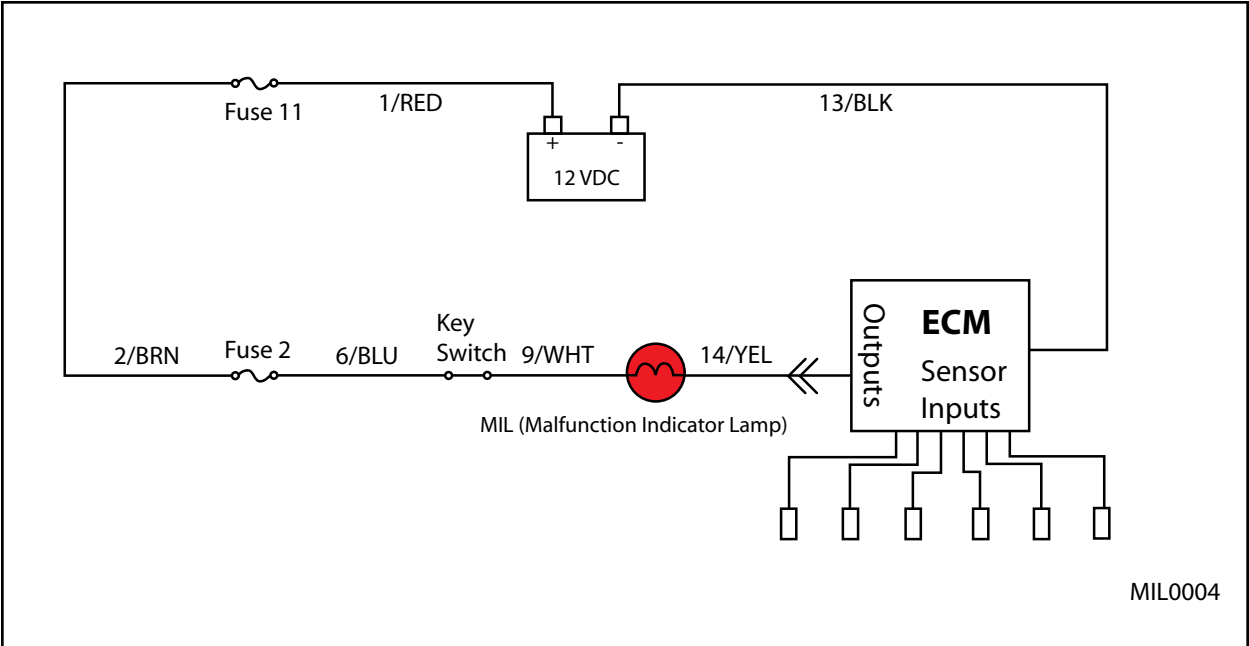 Fuse 11
1/RED
13/BLK
+
-
12 VDC
2/BRN
Fuse 2
6/BLU
Key
Switch
9/WHT
14/YEL
MIL (Malfunction Indicator Lamp)
Outputs
ECM
Sensor
Inputs
MIL0004